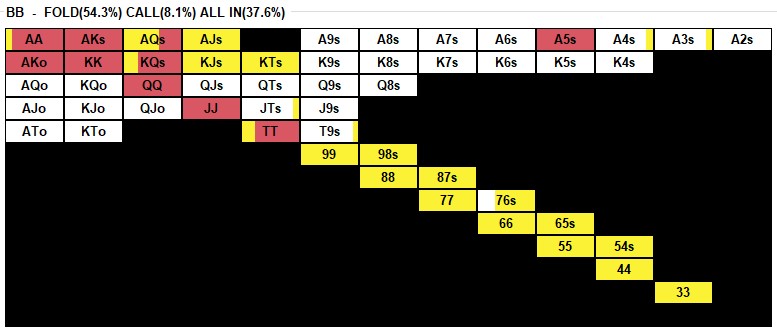 BB - FOLD(54.3%) CALL(8.1%) ALL IN(37.6%)
AA AKs AQs AJs A9s A8s A7s A6s A5s A4s A3s A2s
AKo KK KQs KJs KTs K9s K8s K7s K6s K5s K4s
AQo KQo QQ QJs QTs Q9s Q8s
AJo KJo QJo JJ JTs J9s
ATo KTo TT T9s
99 98s
88 87s
77 76s
66 65s
55 54s
44
33